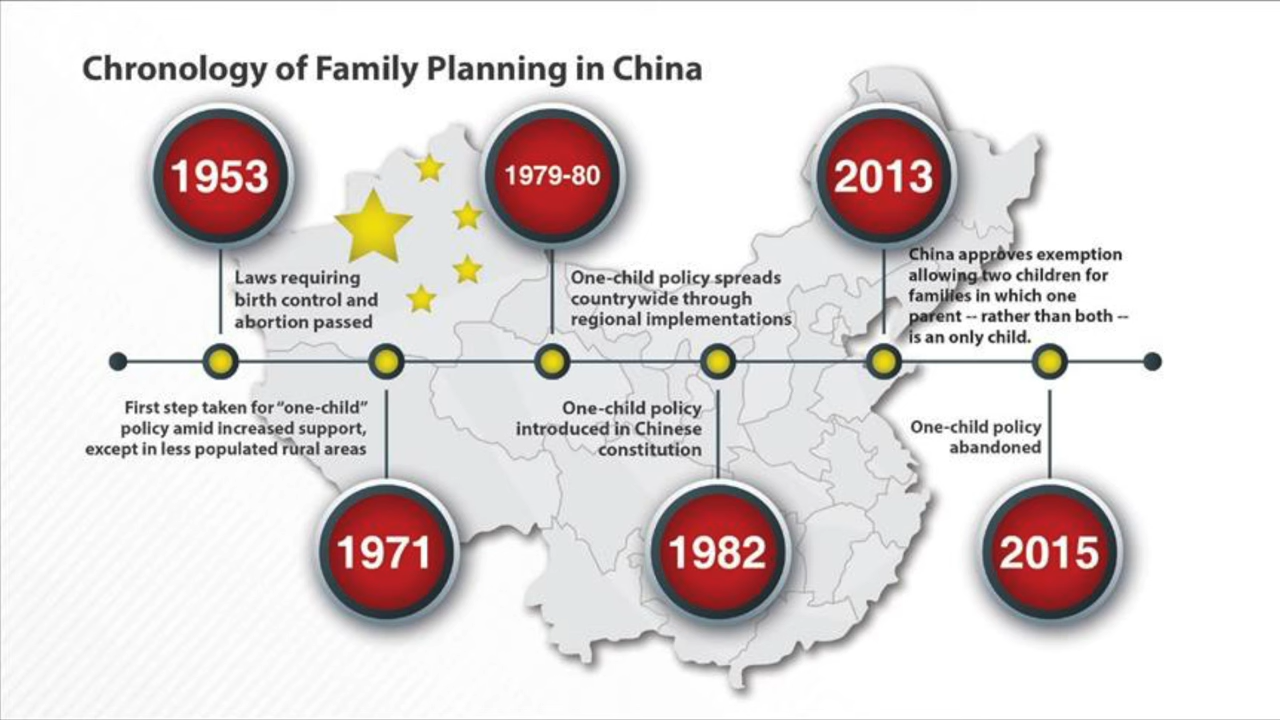 Chronology of Family Planning in China
1953
Laws requiring
birth control and
abortion passed
1971
First step taken for “one-child”
policy amid increased support,
except in less populated rural areas
1979-80
One-child policy spreads
countrywide through
regional implementations
1982
One-child policy
introduced in Chinese
constitution
2013
China approves exemption
allowing two children for
families in which one
parent -- rather than both --
is an only child.
2015
One-child policy
abandoned